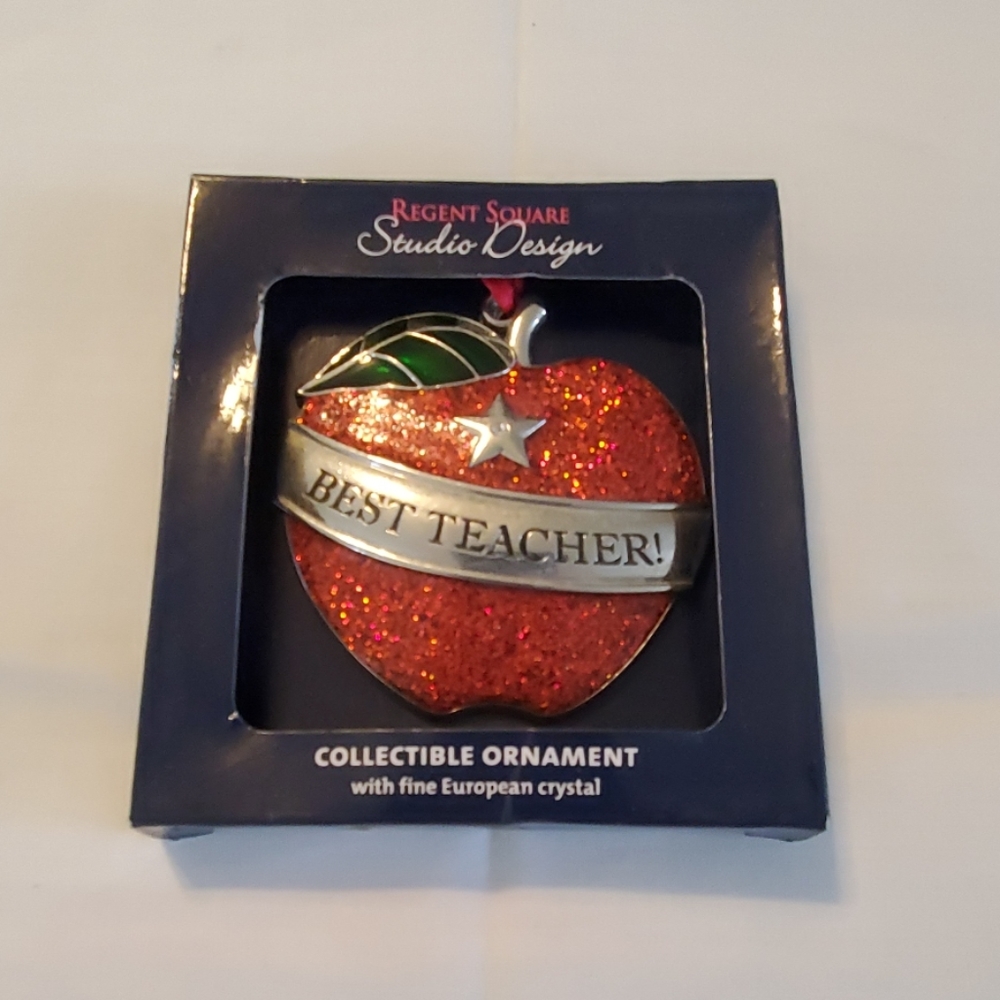 REGENT SQUARE
Studio Design
BEST TEACHER!
COLLECTIBLE ORNAMENT
with fine European crystal